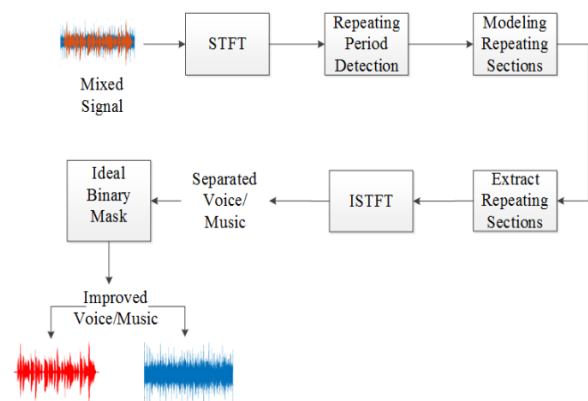 STFT
Repeating
Period
Detection
Modeling
Repeating
Sections
Mixed
Signal
Ideal
Binary
Mask
Separated
Voice/
Music
ISTFT
Extract
Repeating
Sections
Improved
Voice/Music